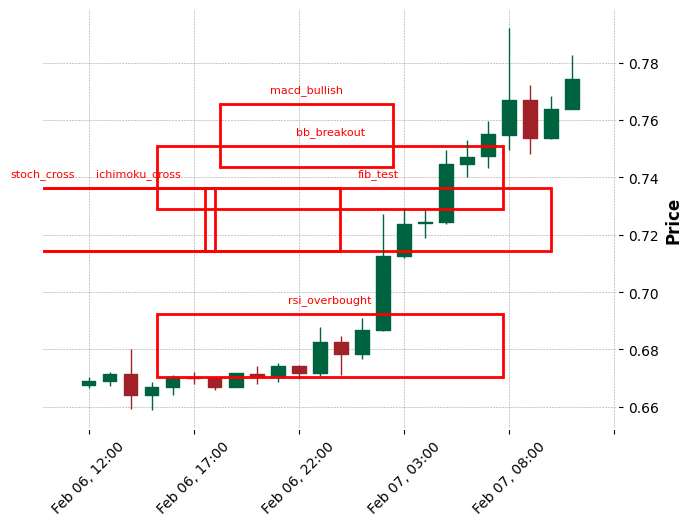 macd_bullish
bb_breakout
stoch_cross
ichimoku_cross
fib_test
rsi_overbought
0.78
0.76
0.74
0.72
0.70
0.68
0.66
Price
Feb 06, 12:00
Feb 06, 17:00
Feb 06, 22:00
Feb 07, 03:00
Feb 07, 08:00